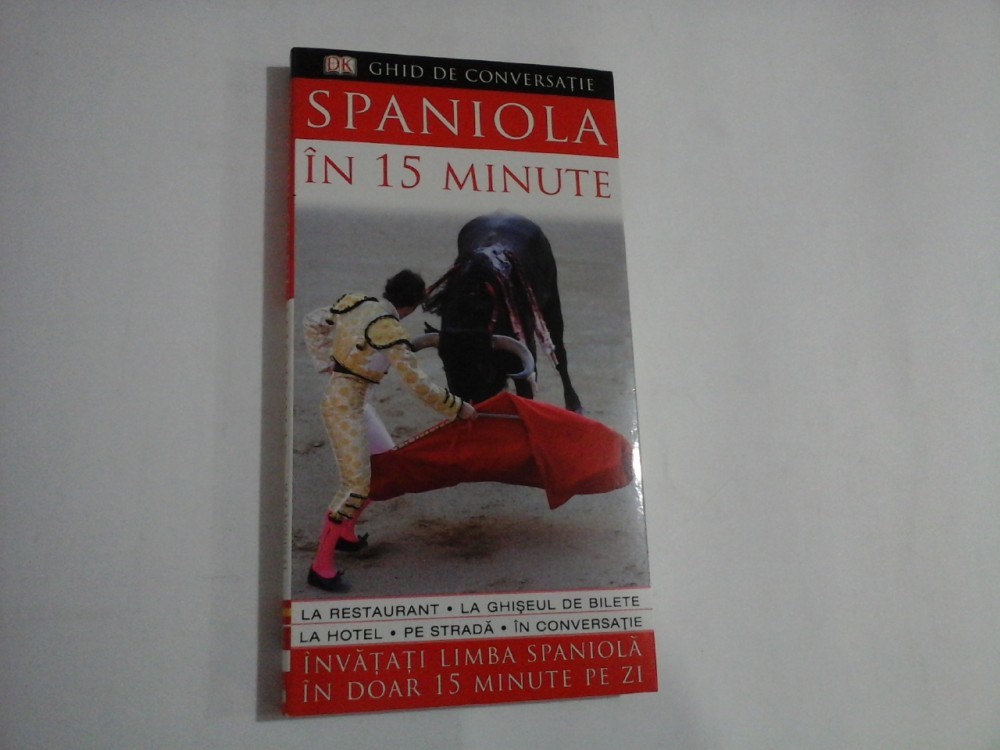 DK GHID DE CONVERSAȚIE
SPANIOLA
ÎN 15 MINUTE
LA RESTAURANT • LA GHIȘEUL DE BILETE
LA HOTEL • PE STRADĂ • ÎN CONVERSAȚIE
ÎNVĂȚAȚI LIMBA SPANIOLĂ
ÎN DOAR 15 MINUTE PE ZI